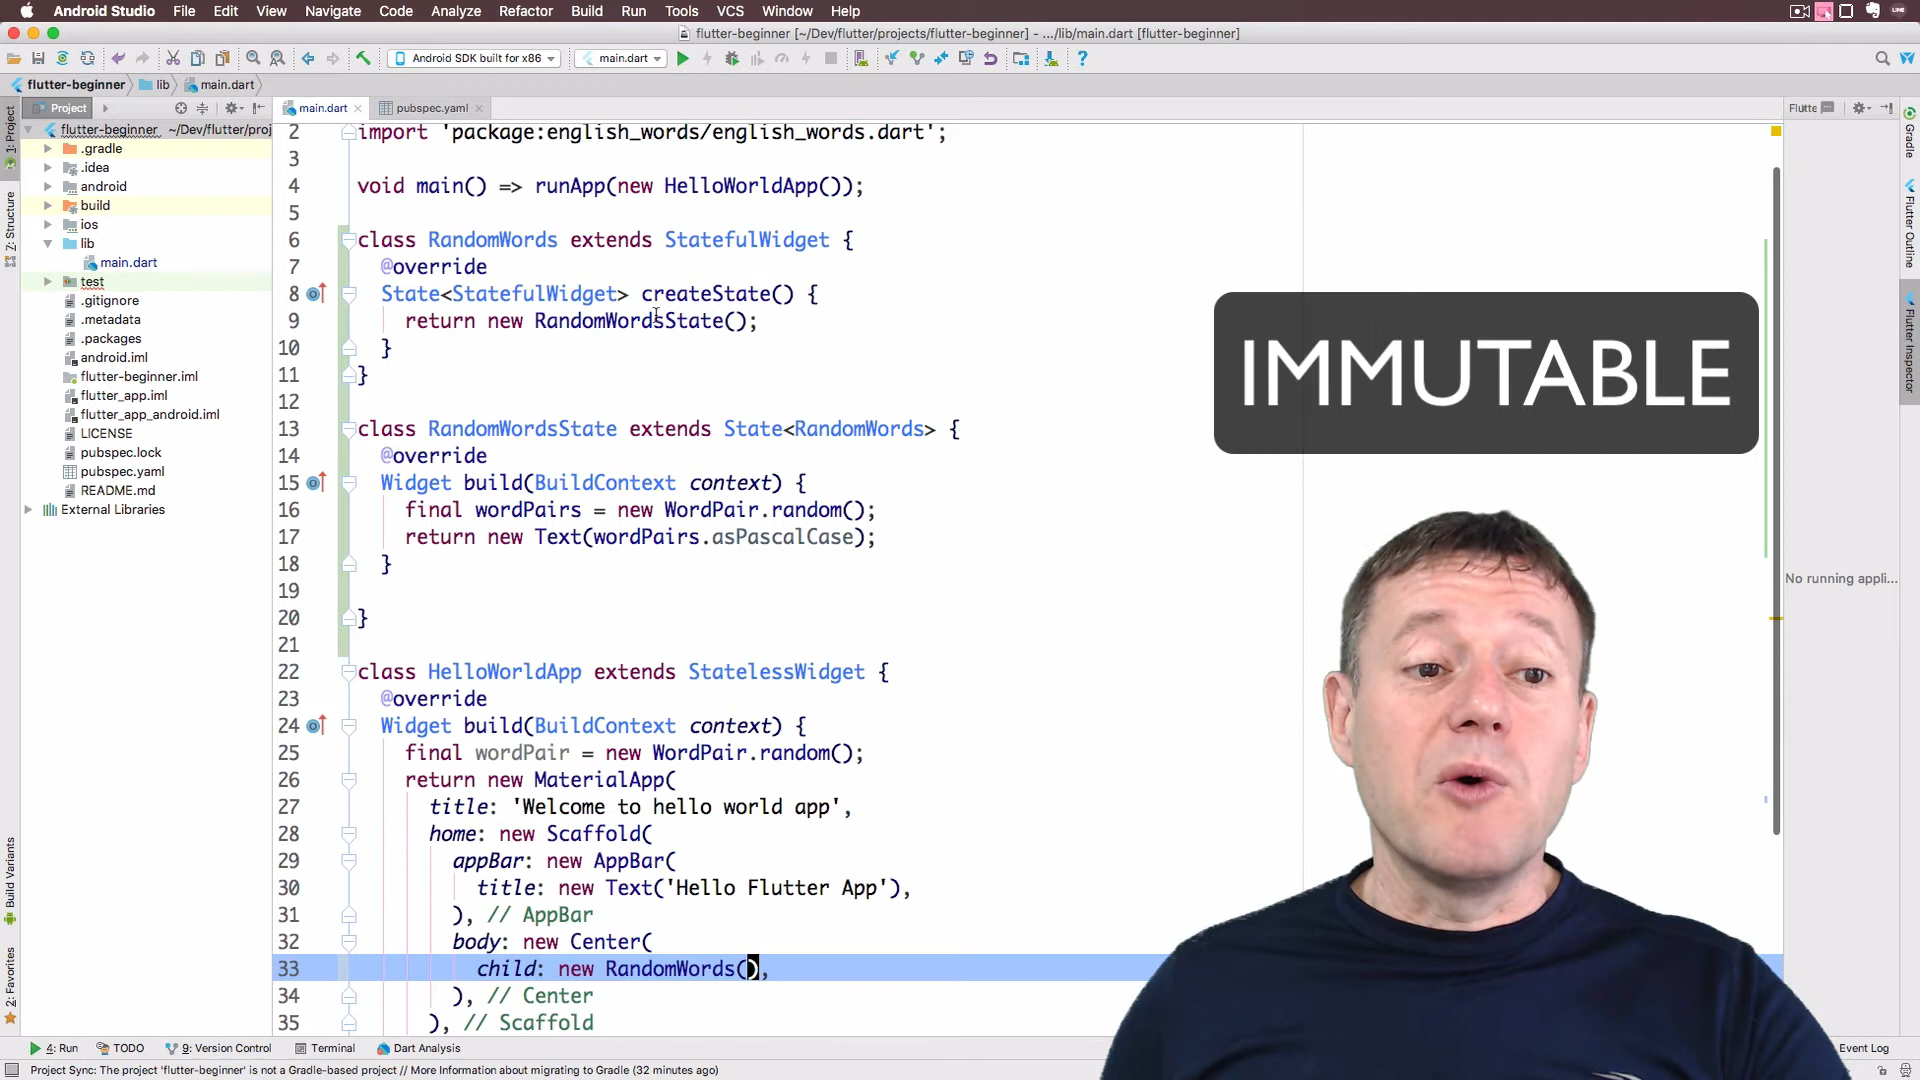 Android Studio File Edit View Navigate Code Analyze Refactor Build Run Tools VCS Window Help
flutter-beginner [~/Dev/flutter/projects/flutter-beginner] - .../lib/main.dart [flutter-beginner]
Android SDK built for x86 main.dart
flutter-beginner lib main.dart
Project
main.dart pubspec.yaml
Flutte
1: Project
Z: Structure
Build Variants
2: Favorites
flutter-beginner ~/Dev/flutter/proj
.gradle
.idea
android
build
ios
lib
main.dart
test
.gitignore
.metadata
.packages
android.iml
flutter-beginner.iml
flutter_app.iml
flutter_app_android.iml
LICENSE
pubspec.lock
pubspec.yaml
README.md
External Libraries
2 import 'package:english_words/english_words.dart';
3
4 void main() => runApp(new HelloWorldApp());
5
6 class RandomWords extends StatefulWidget {
7 @override
8 State<StatefulWidget> createState() {
9 return new RandomWordsState();
10 }
11 }
12
13 class RandomWordsState extends State<RandomWords> {
14 @override
15 Widget build(BuildContext context) {
16 final wordPairs = new WordPair.random();
17 return new Text(wordPairs.asPascalCase);
18 }
19
20 }
21
22 class HelloWorldApp extends StatelessWidget {
23 @override
24 Widget build(BuildContext context) {
25 final wordPair = new WordPair.random();
26 return new MaterialApp(
27 title: 'Welcome to hello world app',
28 home: new Scaffold(
29 appBar: new AppBar(
30 title: new Text('Hello Flutter App'),
31 ), // AppBar
32 body: new Center(
33 child: new RandomWords(),
34 ), // Center
35 ), // Scaffold
IMMUTABLE
No running appli...
Gradle
Flutter Outline
Flutter Inspector
4: Run TODO 9: Version Control Terminal Dart Analysis
Event Log
Project Sync: The project 'flutter-beginner' is not a Gradle-based project // More Information about migrating to Gradle (32 minutes ago)